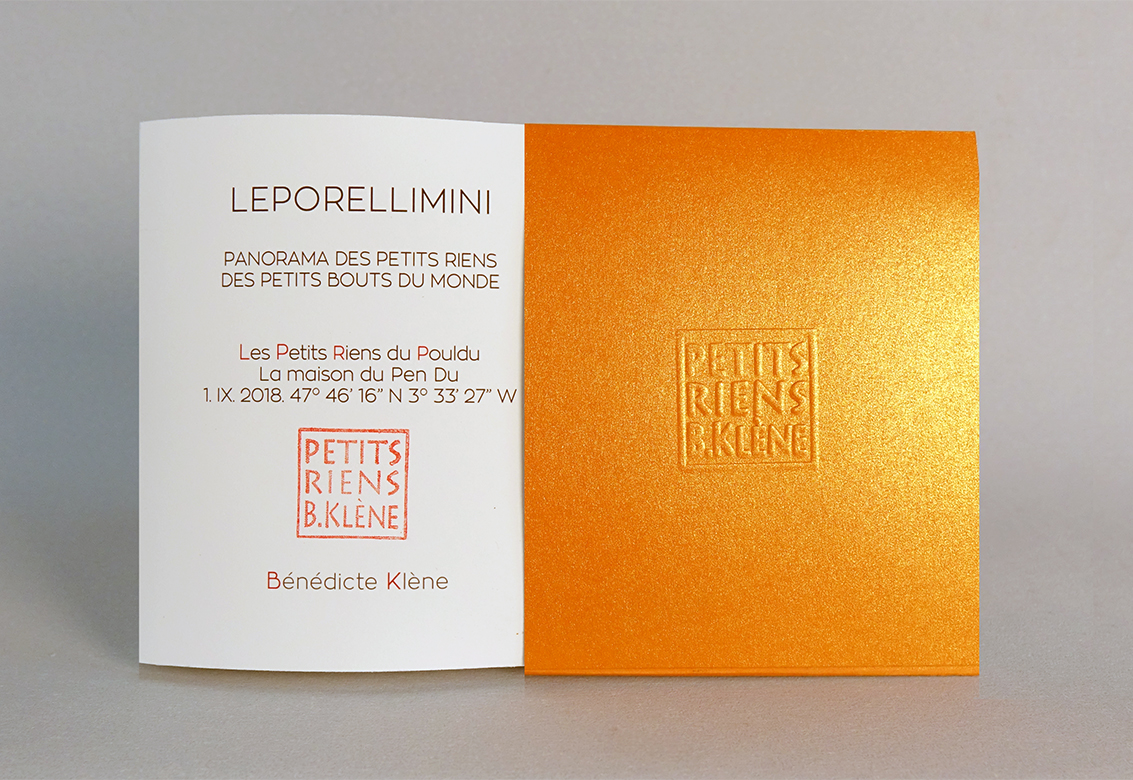 LEPORELLIMINI
PANORAMA DES PETITS RIENS
DES PETITS BOUTS DU MONDE
Les Petits Riens du Pouldu
La maison du Pen Du
1. IX. 2018. 47° 46' 16” N 3° 33' 27” W
PETITS
RIENS
B.KLÈNE
Bénédicte Klène
PETITS
RIENS
B.KLÈNE